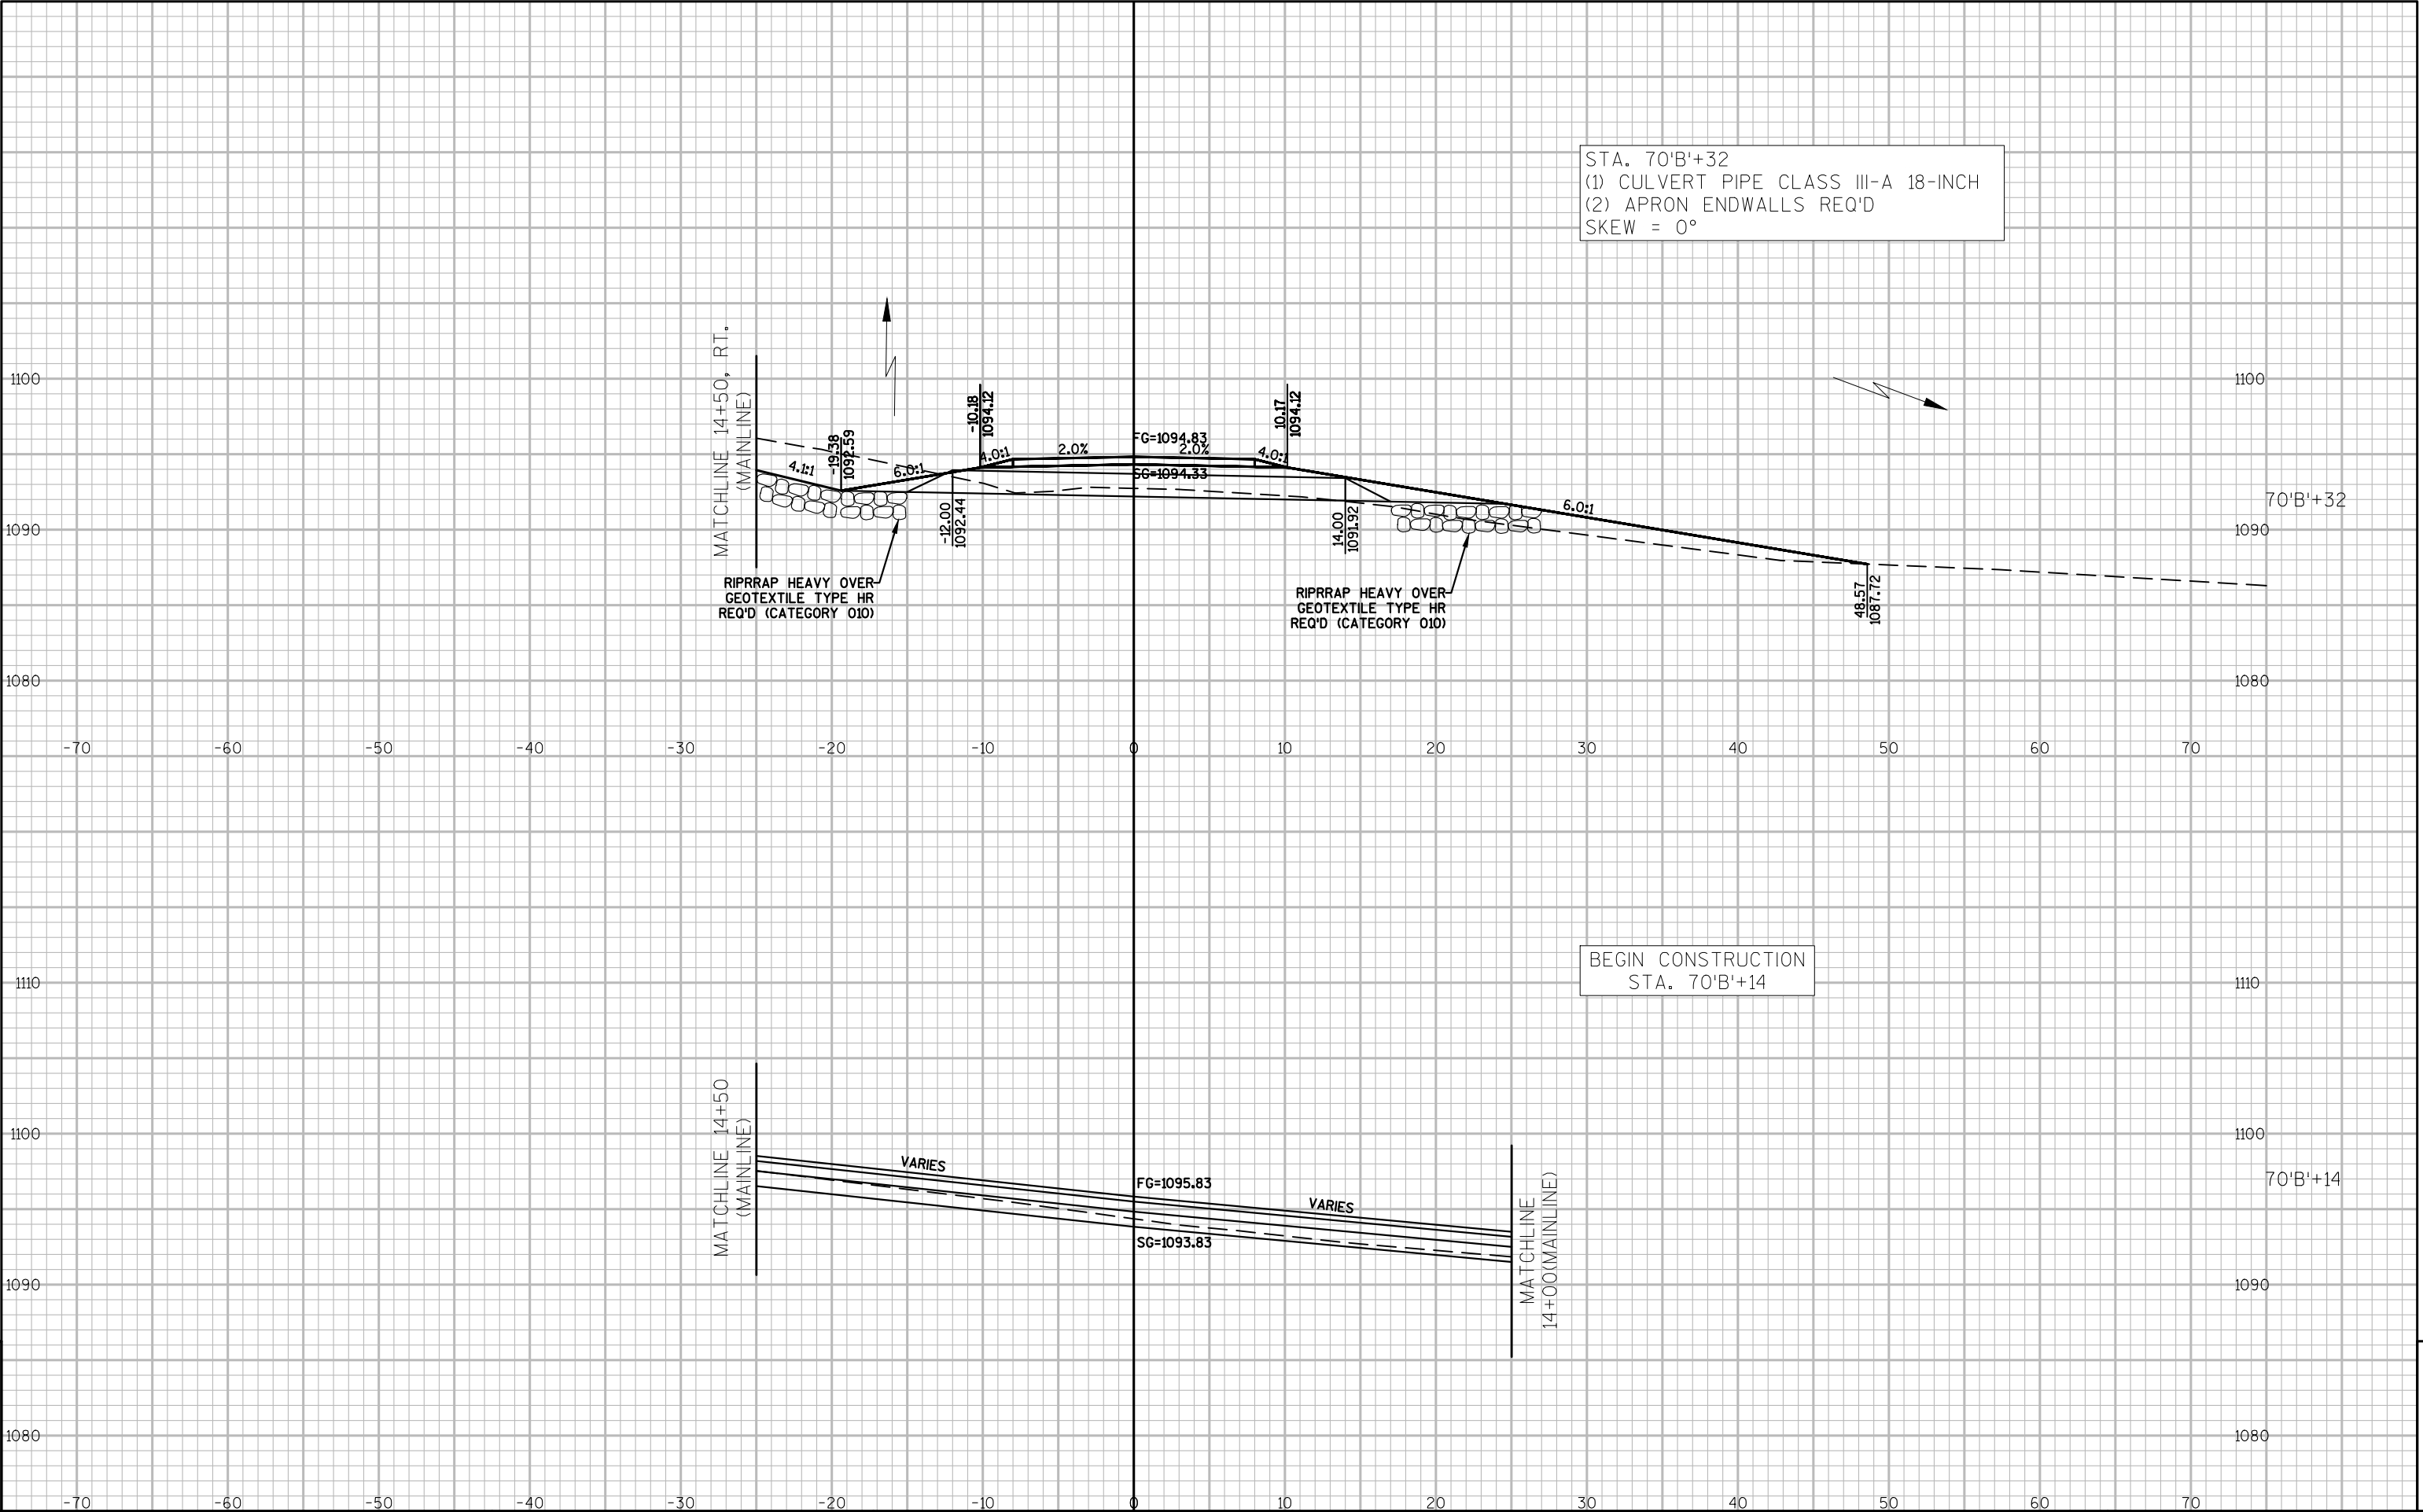 STA. 70'B'+32
(1) CULVERT PIPE CLASS III-A 18-INCH
(2) APRON ENDWALLS REQ'D
SKEW = 0°
MATCHLINE 14+50, RT.
(MAINLINE)
1100
1100
-10.18
1094.12
10.17
1094.12
-19.38
1092.59
FG=1094.83
4.1:1
6.0:1
4.0:1
2.0%
2.0%
4.0:1
SG=1094.33
6.0:1
70'B'+32
-12.00
1092.44
14.00
1091.92
1090
1090
RIPRRAP HEAVY OVER
GEOTEXTILE TYPE HR
REQ'D (CATEGORY 010)
RIPRRAP HEAVY OVER
GEOTEXTILE TYPE HR
REQ'D (CATEGORY 010)
48.57
1087.72
1080
1080
-70 -60 -50 -40 -30 -20 -10 0 10 20 30 40 50 60 70
BEGIN CONSTRUCTION
STA. 70'B'+14
1110
1110
MATCHLINE 14+50
(MAINLINE)
1100
1100
VARIES
FG=1095.83
VARIES
70'B'+14
SG=1093.83
MATCHLINE
14+00(MAINLINE)
1090
1090
1080
1080
-70 -60 -50 -40 -30 -20 -10 0 10 20 30 40 50 60 70